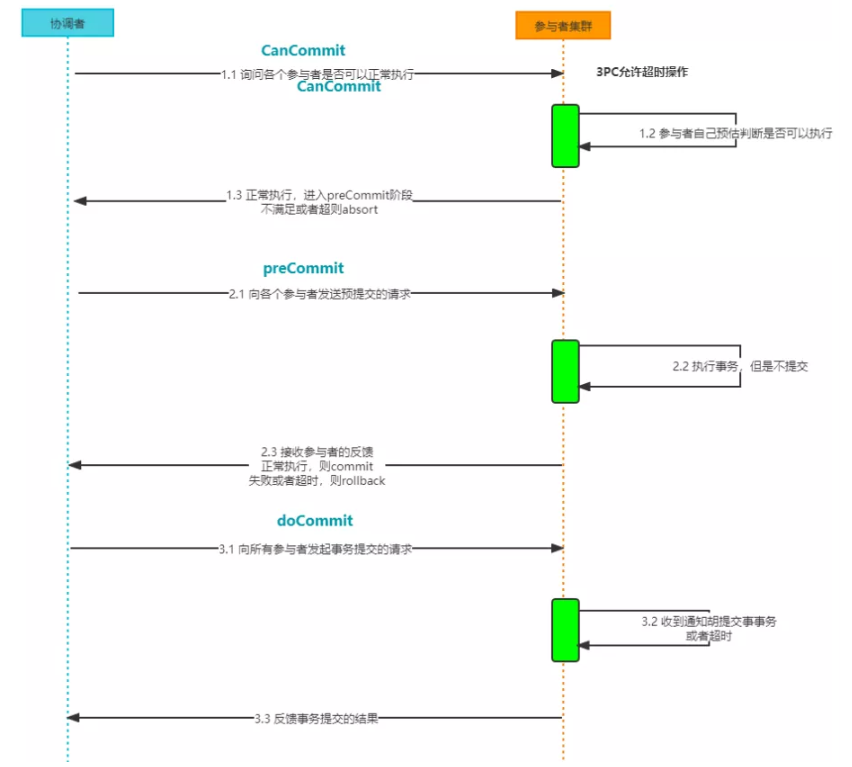 协调者
参与者集群
CanCommit
1.1 询问各个参与者是否可以正常执行
CanCommit
3PC允许超时操作
1.2 参与者自己预估判断是否可以执行
1.3 正常执行，进入preCommit阶段
不满足或者超则absort
preCommit
2.1 向各个参与者发送预提交的请求
2.2 执行事务，但是不提交
2.3 接收参与者的反馈
正常执行，则commit
失败或者超时，则rollback
doCommit
3.1 向所有参与者发起事务提交的请求
3.2 收到通知胡提交事事务
或者超时
3.3 反馈事务提交的结果